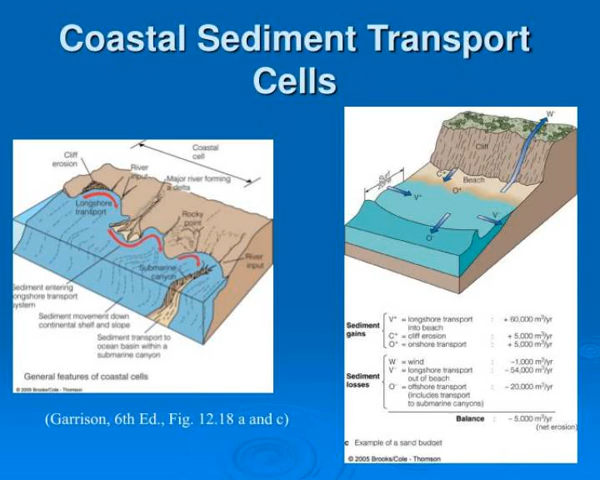 Coastal Sediment Transport
Cells
Cliff
erosion
River
input
Coastal
cell
Major river forming
a delta
Longshore
transport
Rocky
point
River
input
Submarine
canyon
Sediment entering
longshore transport
system
Sediment movement down
continental shelf and slope
Sediment transport to
ocean basin within a
submarine canyon
General features of coastal cells
© 2005 Brooks/Cole - Thomson
(Garrison, 6th Ed., Fig. 12.18 a and c)
W⁻
Cliff
C⁺
Beach
Surf
zone
O⁺
V⁺
V⁻
O⁻
Sediment
gains
V⁺ = longshore transport : + 60,000 m³/yr
into beach
C⁺ = cliff erosion : + 5,000 m³/yr
O⁺ = onshore transport : + 5,000 m³/yr
Sediment
losses
W⁻ = wind : -1,000 m³/yr
V⁻ = longshore transport : - 54,000 m³/yr
out of beach
O⁻ = offshore transport : - 20,000 m³/yr
(includes transport
to submarine canyons)
Balance : - 5,000 m³/yr
(net erosion)
c Example of a sand budget
© 2005 Brooks/Cole - Thomson